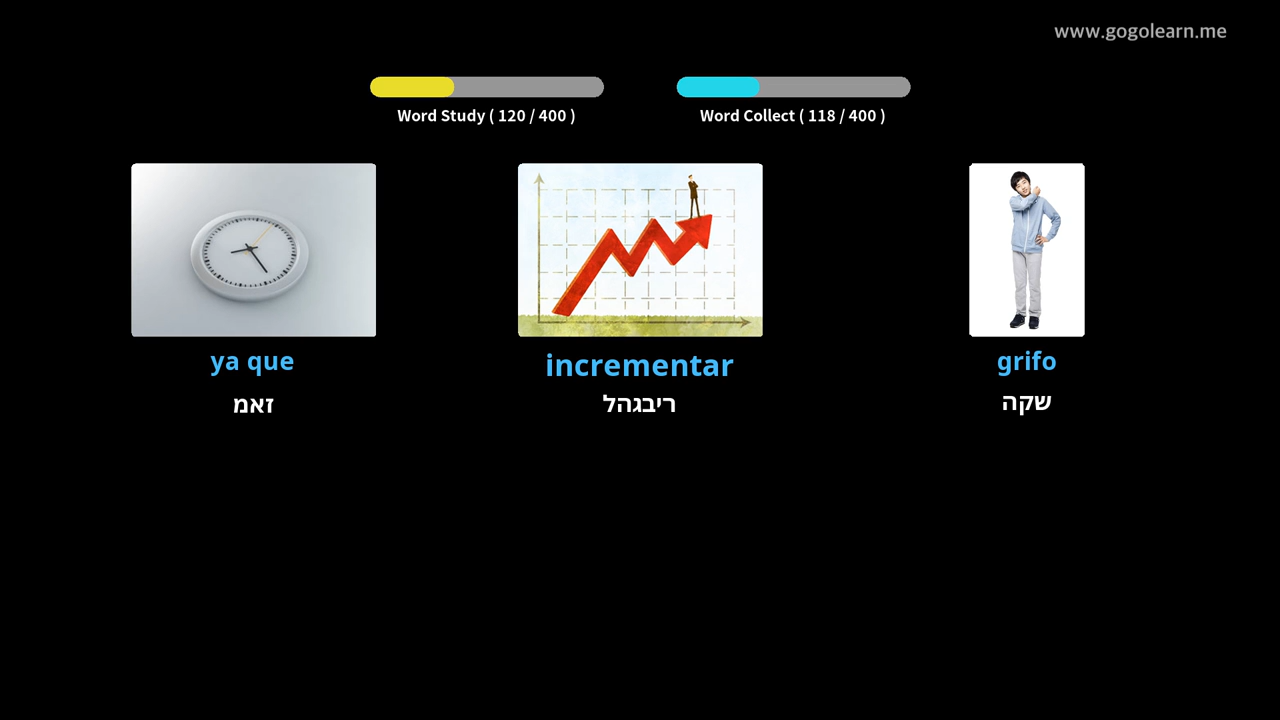 www.gogolearn.me
Word Study ( 120 / 400 )
Word Collect ( 118 / 400 )
ya que
זאמ
incrementar
ריבגהל
grifo
שקה